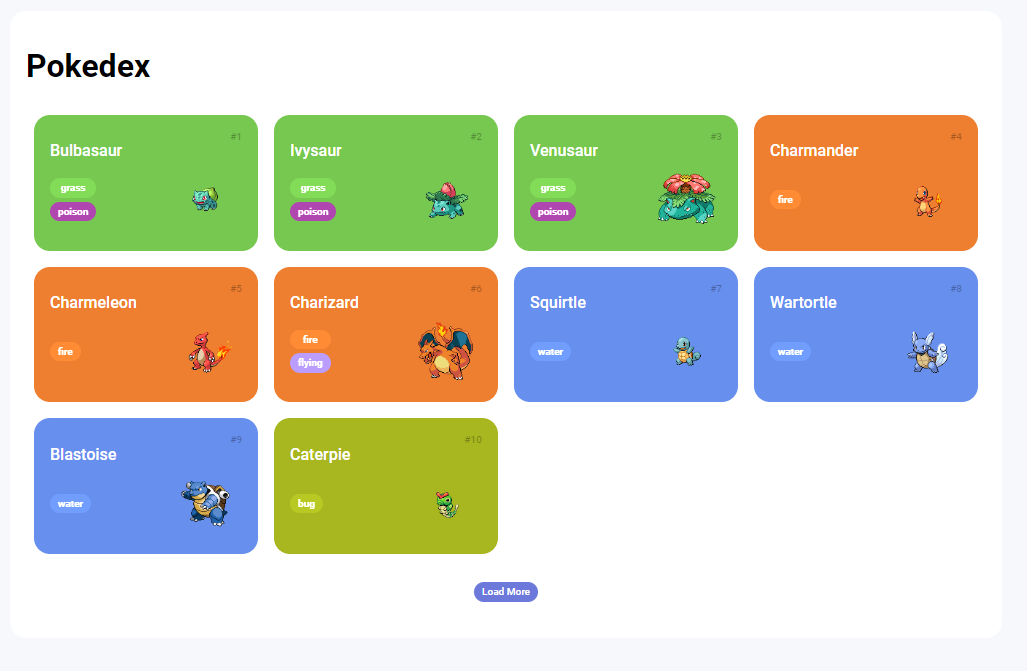 Pokedex
#1
Bulbasaur
grass
poison
#2
Ivysaur
grass
poison
#3
Venusaur
grass
poison
#4
Charmander
fire
#5
Charmeleon
fire
#6
Charizard
fire
flying
#7
Squirtle
water
#8
Wartortle
water
#9
Blastoise
water
#10
Caterpie
bug
Load More